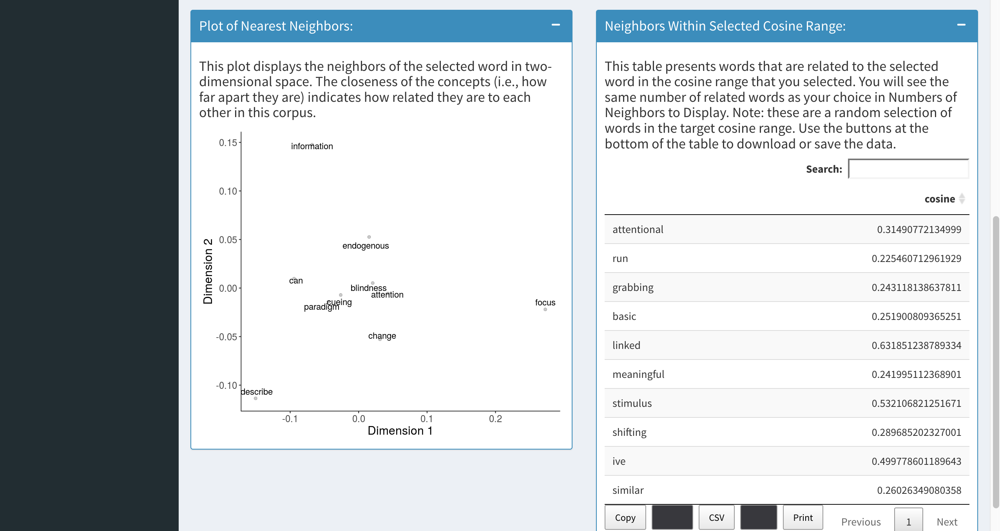 Plot of Nearest Neighbors:
This plot displays the neighbors of the selected word in two-
dimensional space. The closeness of the concepts (i.e., how
far apart they are) indicates how related they are to each
other in this corpus.
0.15
0.10
0.05
0.00
-0.05
-0.10
Dimension 2
information
endogenous
can
blindness
attention
cueing
paradigm
focus
change
describe
-0.1 0.0 0.1 0.2
Dimension 1
Neighbors Within Selected Cosine Range:
This table presents words that are related to the selected
word in the cosine range that you selected. You will see the
same number of related words as your choice in Numbers of
Neighbors to Display. Note: these are a random selection of
words in the target cosine range. Use the buttons at the
bottom of the table to download or save the data.
Search:
cosine
attentional 0.31490772134999
run 0.225460712961929
grabbing 0.243118138637811
basic 0.251900809365251
linked 0.631851238789334
meaningful 0.241995112368901
stimulus 0.532106821251671
shifting 0.289685202327001
ive 0.499778601189643
similar 0.26026349080358
Copy CSV Print Previous 1 Next